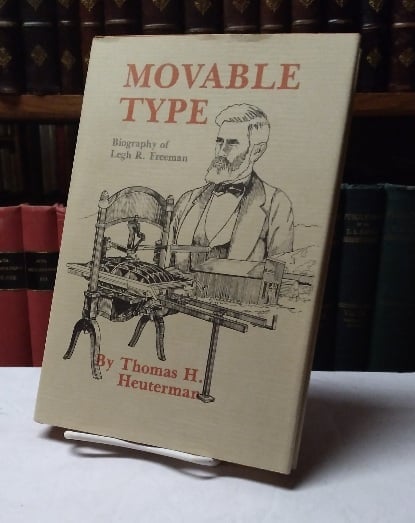 MOVABLE
TYPE
Biography of
Legh R. Freeman
By Thomas H.
Heuterman